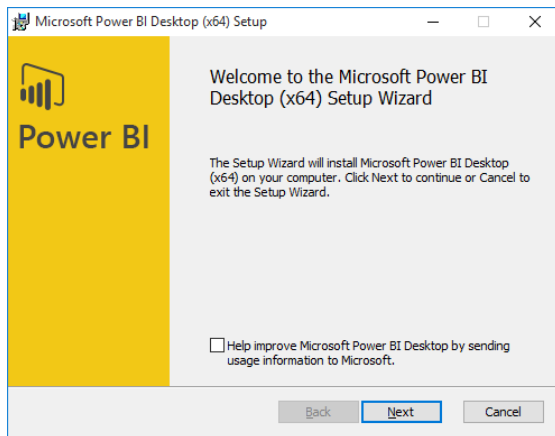 Microsoft Power BI Desktop (x64) Setup
Welcome to the Microsoft Power BI
Desktop (x64) Setup Wizard
Power BI
The Setup Wizard will install Microsoft Power BI Desktop
(x64) on your computer. Click Next to continue or Cancel to
exit the Setup Wizard.
Help improve Microsoft Power BI Desktop by sending
usage information to Microsoft.
Back Next Cancel